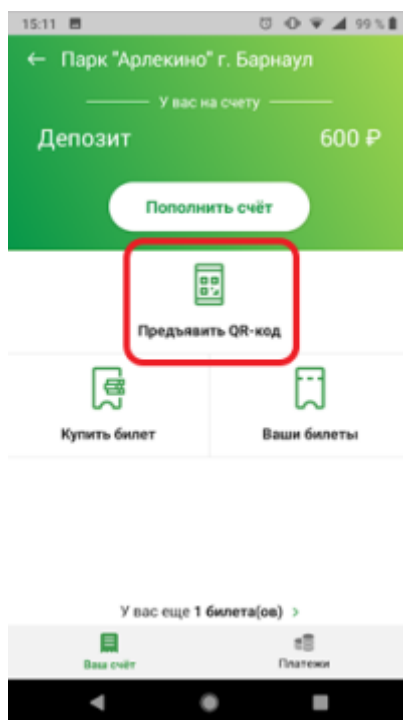 15:11 99 %
← Парк "Арлекино" г. Барнаул
У вас на счету
Депозит 600 ₽
Пополнить счёт
Предъявить QR-код
Купить билет Ваши билеты
У вас еще 1 билета(ов) >
Ваш счёт Платежи